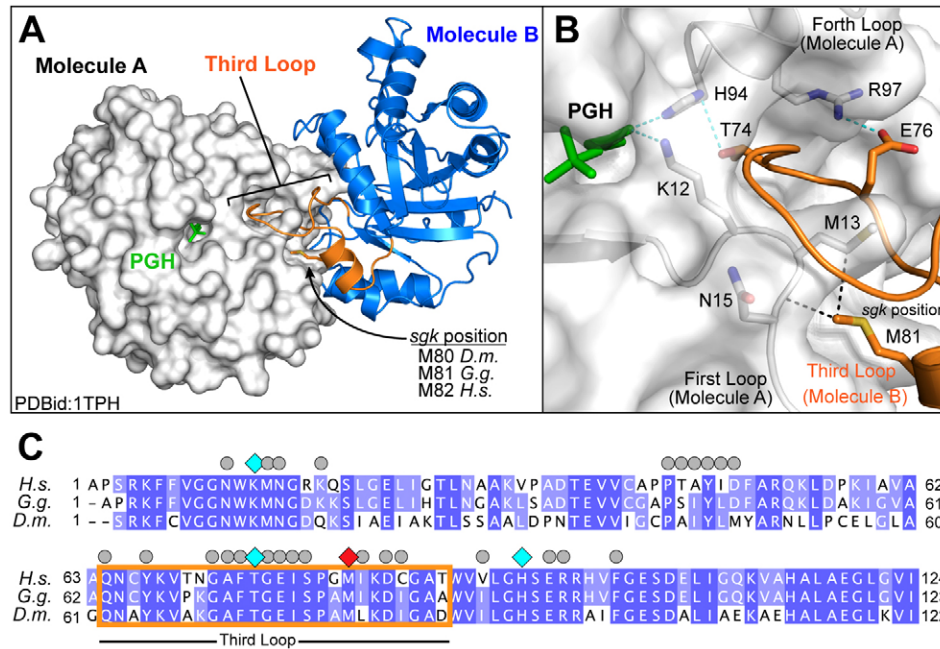 A
Molecule A
Third Loop
Molecule B
PGH
sgk position
M80 D.m.
M81 G.g.
M82 H.s.
PDBid:1TPH
B
Forth Loop
(Molecule A)
PGH
H94
R97
T74
E76
K12
M13
N15
sgk position
M81
First Loop
(Molecule A)
Third Loop
(Molecule B)
C
H.s. 1 APSRKFFVGGNWKMNGRKQSLGELIGTLNAAKVPADTEVVCAPPTAYIDFARQKLDPKIAVA 62
G.g. 1 -APRKFFVGGNWKMNGDKKSLGELIHTLNGAKLSADTEVVCGAPSIYLDFARQKLDAKIGVA 61
D.m. 1 --SRKFCVGGNWKMNGDQKSIAEIAKTLSSAALDPNTEVVIGCPAIYLMYARNLLPCELGLA 60
H.s. 63 AQNCYKVTNGAFTGEISPGMIKDCGATWVVLGHSERRHVFGESDELIGQKVAHALAEGLGVI 124
G.g. 62 AQNCYKVPKGAFTGEISPAMIKDIGAAWVILGHSERRHVFGESDELIGQKVAHALAEGLGVI 123
D.m. 61 GQNAYKVAKGAFTGEISPAMLKDIGADWVILGHSERRAIFGESDALIAEKAEHALAEGLKVI 122
Third Loop